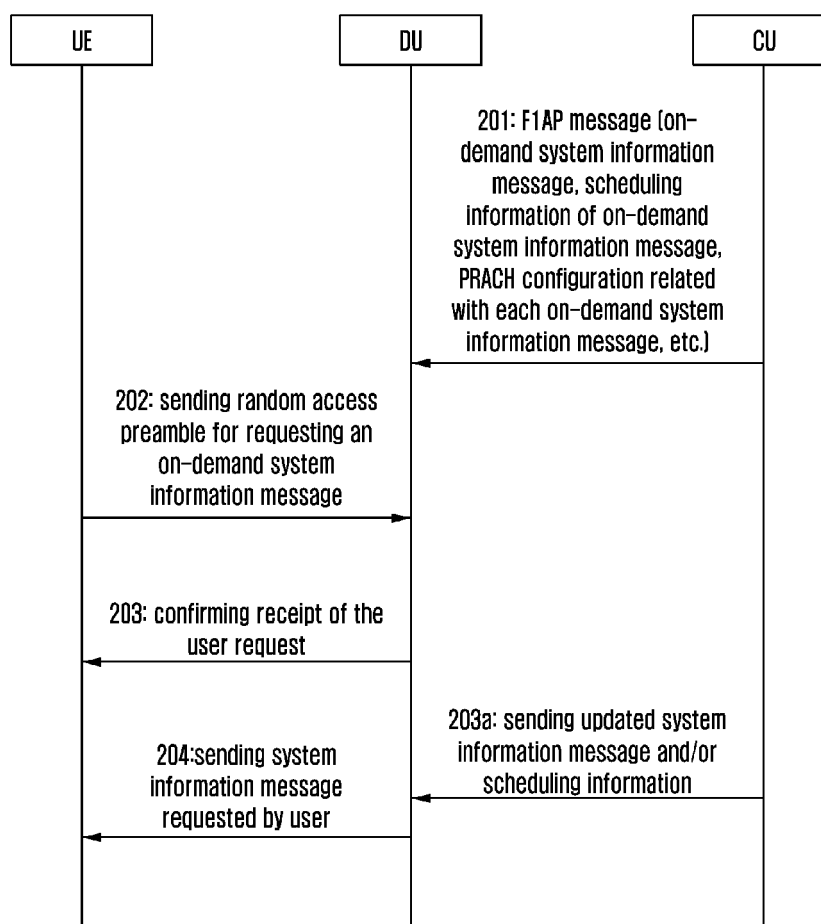 UE
DU
CU
201: F1AP message (on-
demand system information
message, scheduling
information of on-demand
system information message,
PRACH configuration related
with each on-demand system
information message, etc.)
202: sending random access
preamble for requesting an
on-demand system
information message
203: confirming receipt of the
user request
203a: sending updated system
information message and/or
scheduling information
204:sending system
information message
requested by user